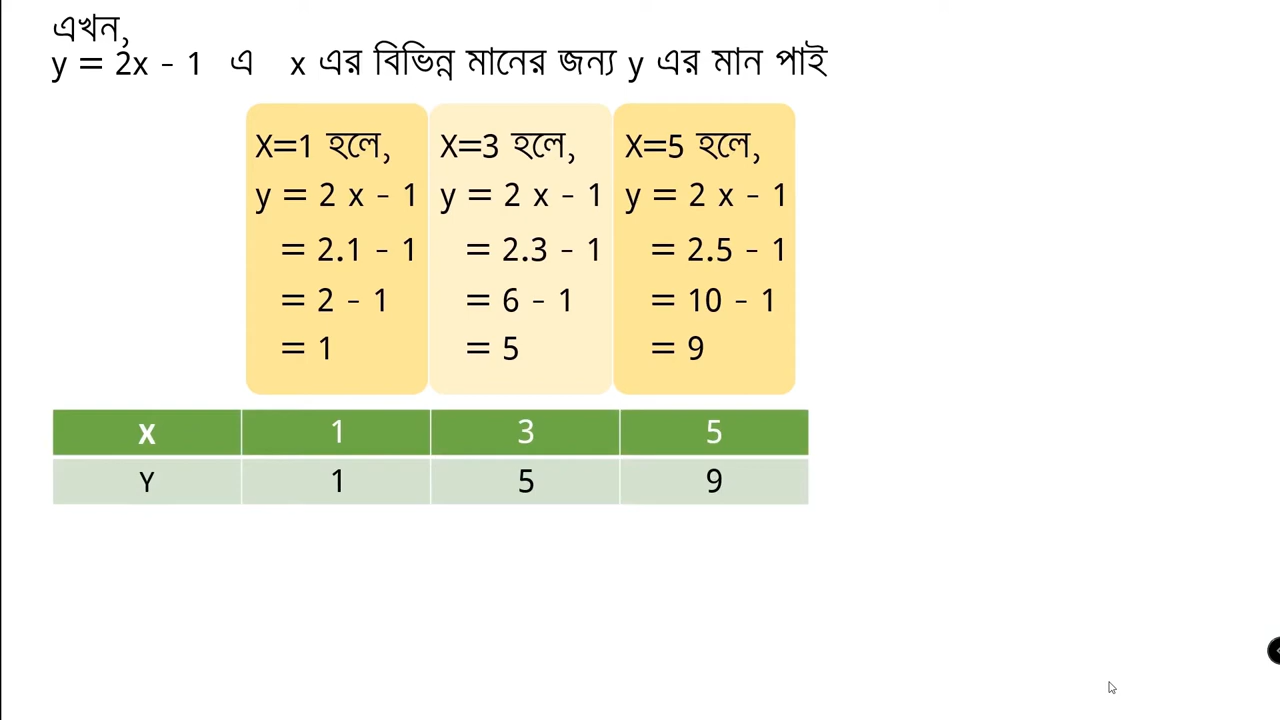 এখন,
y = 2x - 1 এ x এর বিভিন্ন মানের জন্য y এর মান পাই
X=1 হলে,
y = 2 x - 1
= 2.1 - 1
= 2 - 1
= 1
X=3 হলে,
y = 2 x - 1
= 2.3 - 1
= 6 - 1
= 5
X=5 হলে,
y = 2 x - 1
= 2.5 - 1
= 10 - 1
= 9
X 1 3 5
Y 1 5 9